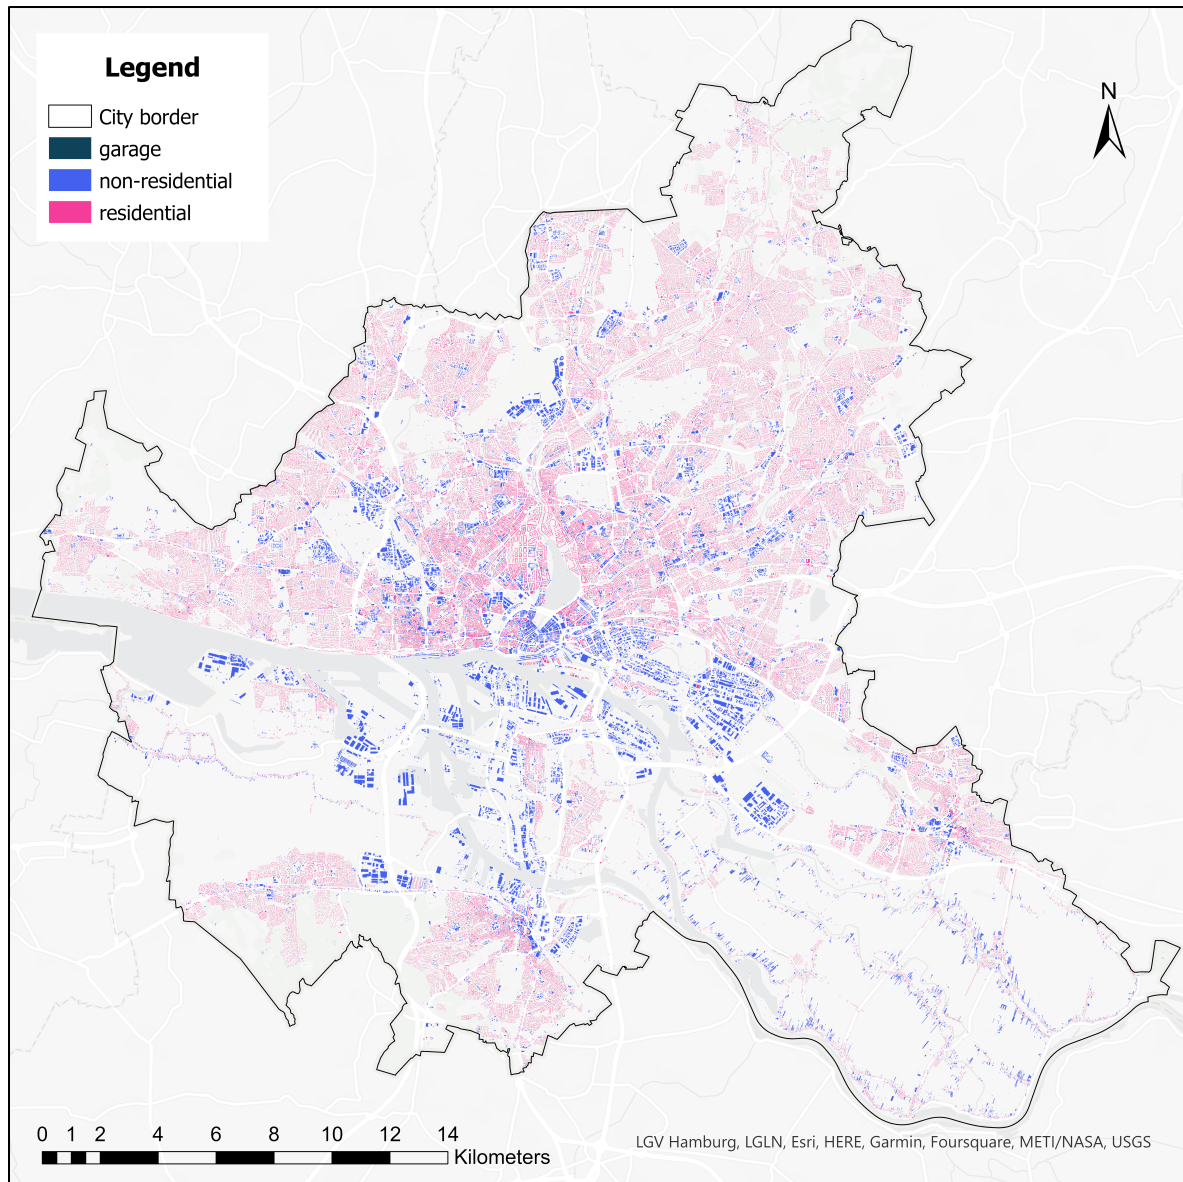 Legend
City border
garage
non-residential
residential
N
0 1 2 4 6 8 10 12 14
Kilometers
LGV Hamburg, LGLN, Esri, HERE, Garmin, Foursquare, METI/NASA, USGS